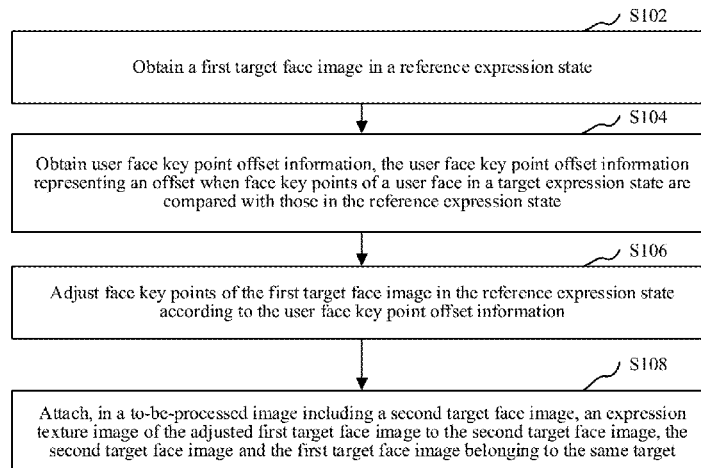 S102
Obtain a first target face image in a reference expression state
S104
Obtain user face key point offset information, the user face key point offset information
representing an offset when face key points of a user face in a target expression state are
compared with those in the reference expression state
S106
Adjust face key points of the first target face image in the reference expression state
according to the user face key point offset information
S108
Attach, in a to-be-processed image including a second target face image, an expression
texture image of the adjusted first target face image to the second target face image, the
second target face image and the first target face image belonging to the same target